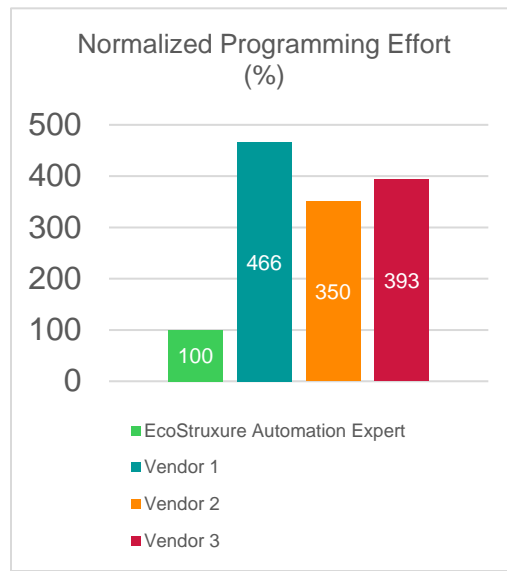 Normalized Programming Effort
(%)
500
400
300
200
100
0
100
466
350
393
EcoStruxure Automation Expert
Vendor 1
Vendor 2
Vendor 3